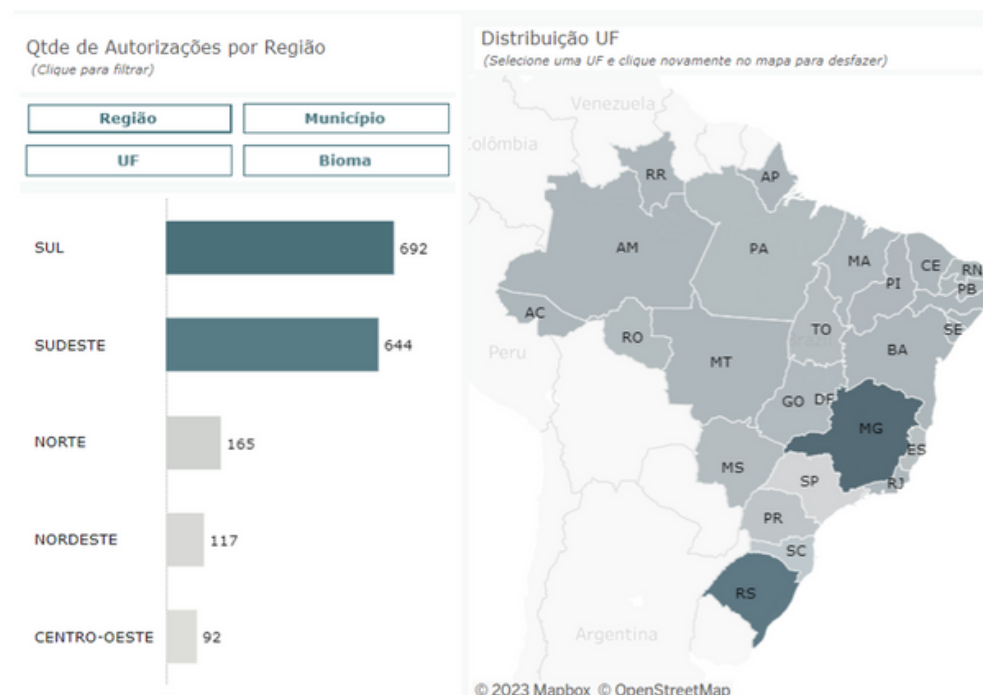 Qtde de Autorizações por Região
(Clique para filtrar)
Região
Município
UF
Bioma
SUL
692
SUDESTE
644
NORTE
165
NORDESTE
117
CENTRO-OESTE
92
Distribuição UF
(Selecione uma UF e clique novamente no mapa para desfazer)
Venezuela
olômbia
RR
AP
AM
PA
MA
CE
RN
PI
PB
AC
TO
SE
RO
Peru
BA
MT
GO
DF
MG
ES
MS
SP
RJ
PR
SC
RS
Argentina
© 2023 Mapbox © OpenStreetMap